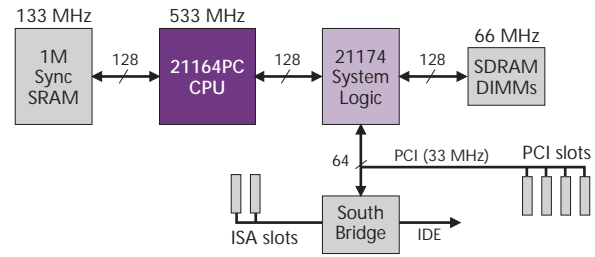 133 MHz
533 MHz
1M
Sync
SRAM
128
21164PC
CPU
128
21174
System
Logic
128
66 MHz
SDRAM
DIMMs
64
PCI (33 MHz)
PCI slots
ISA slots
South
Bridge
IDE